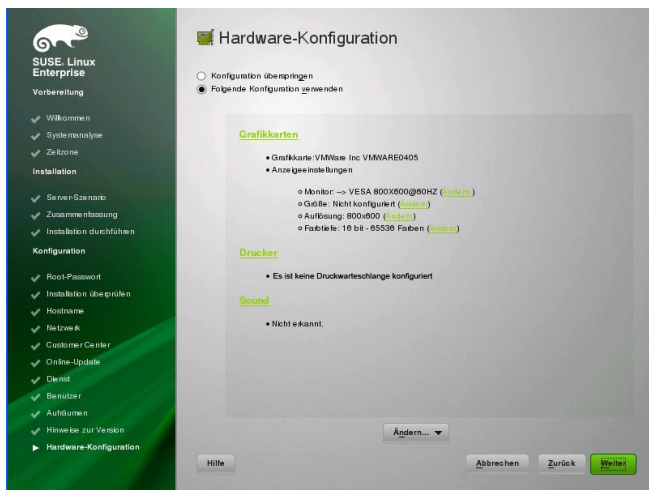 SUSE. Linux
Enterprise
Vorbereitung
Willkommen
Systemanalyse
Zeitzone
Installation
Server-Szenario
Zusammenfassung
Installation durchführen
Konfiguration
Root-Passwort
Installation überprüfen
Hostname
Netzwerk
Customer Center
Online-Update
Dienst
Benutzer
Aufräumen
Hinweise zur Version
Hardware-Konfiguration
Hardware-Konfiguration
Konfiguration überspringen
Folgende Konfiguration verwenden
Grafikkarten
• Grafikkarte:VMWare Inc VMWARE0405
• Anzeigeeinstellungen
Monitor: --> VESA 800X600@60HZ (Ändern.)
Größe: Nicht konfiguriert (Ändern)
Auflösung: 800x600 (Ändern)
Farbtiefe: 16 bit - 65536 Farben (Ändern)
Drucker
• Es ist keine Druckwarteschlange konfiguriert
Sound
• Nicht erkannt.
Ändern...
Hilfe
Abbrechen
Zurück
Weiter